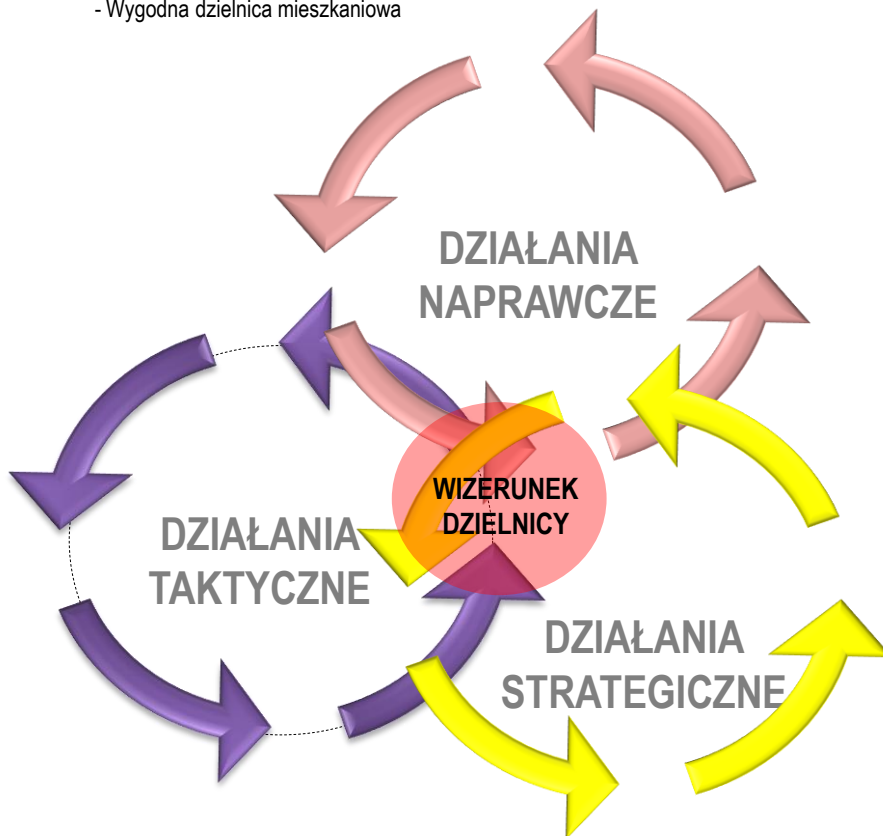 - Wygodna dzielnica mieszkaniowa
DZIAŁANIA
NAPRAWCZE
WIZERUNEK
DZIELNICY
DZIAŁANIA
TAKTYCZNE
DZIAŁANIA
STRATEGICZNE